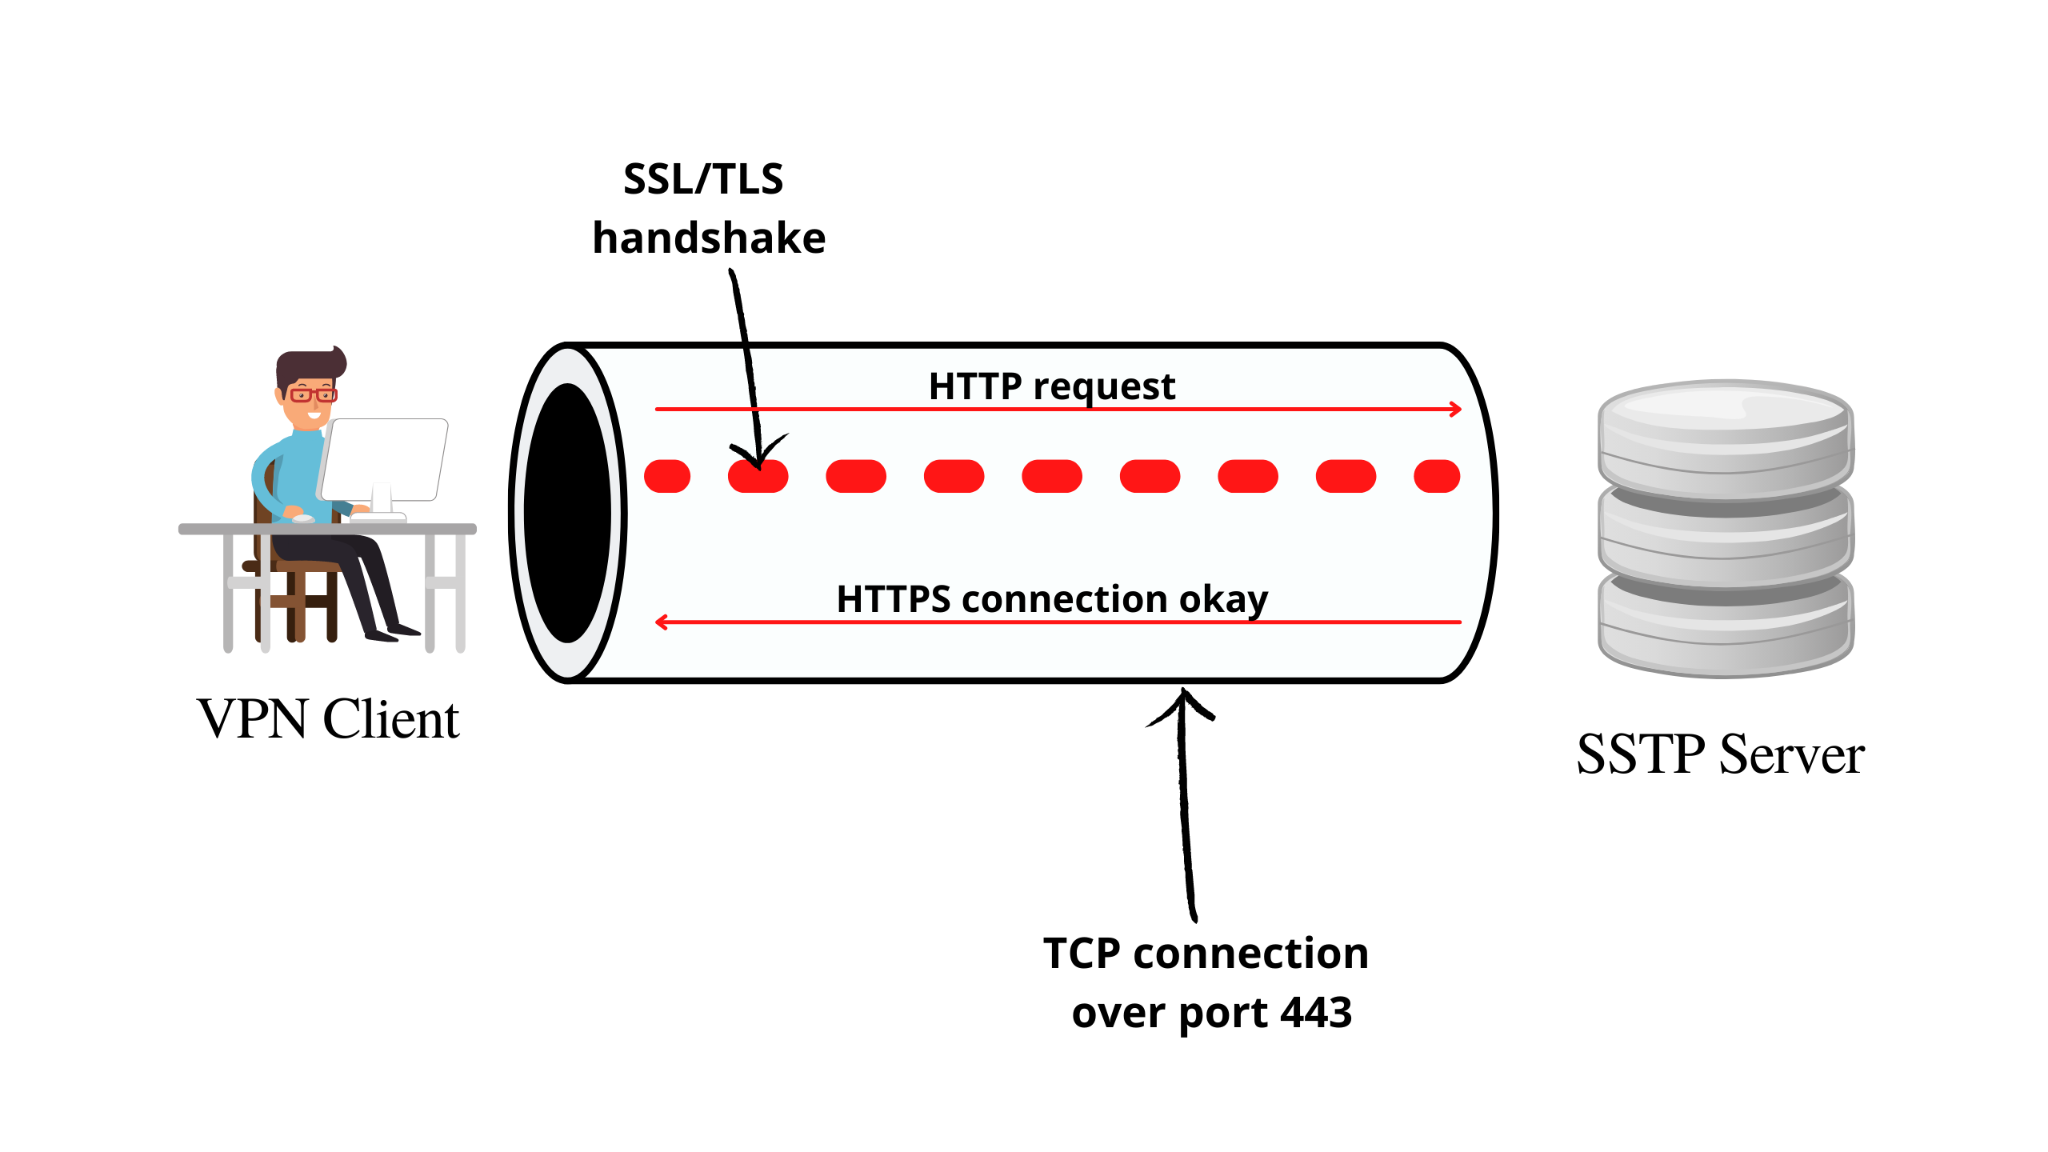 SSL/TLS
handshake
HTTP request
HTTPS connection okay
VPN Client
SSTP Server
TCP connection
over port 443